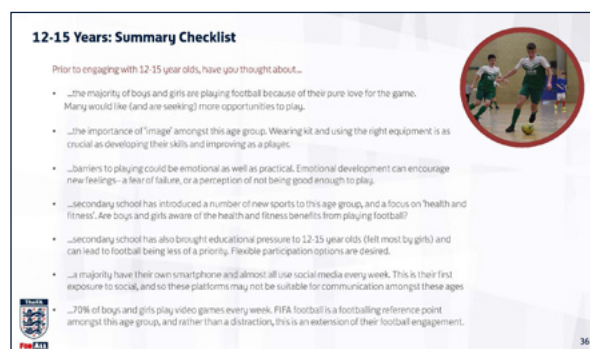 12-15 Years: Summary Checklist
Prior to engaging with 12-15 year olds, have you thought about...
• ...the majority of boys and girls are playing football because of their pure love for the game.
Many would like (and are seeking) more opportunities to play.
• ...the importance of 'image' amongst this age group. Wearing kit and using the right equipment is as
crucial as developing their skills and improving as a player.
• ...barriers to playing could be emotional as well as practical. Emotional development can encourage
new feelings– a fear of failure, or a perception of not being good enough to play.
• ...secondary school has introduced a number of new sports to this age group, and a focus on 'health and
fitness'. Are boys and girls aware of the health and fitness benefits from playing football?
• ...secondary school has also brought educational pressure to 12-15 year olds (felt most by girls) and
can lead to football being less of a priority. Flexible participation options are desired.
• ...a majority have their own smartphone and almost all use social media every week. This is their first
exposure to social, and so these platforms may not be suitable for communication amongst these ages
• ...70% of boys and girls play video games every week. FIFA football is a footballing reference point
amongst this age group, and rather than a distraction, this is an extension of their football engagement.
TheFA
ForAll
36